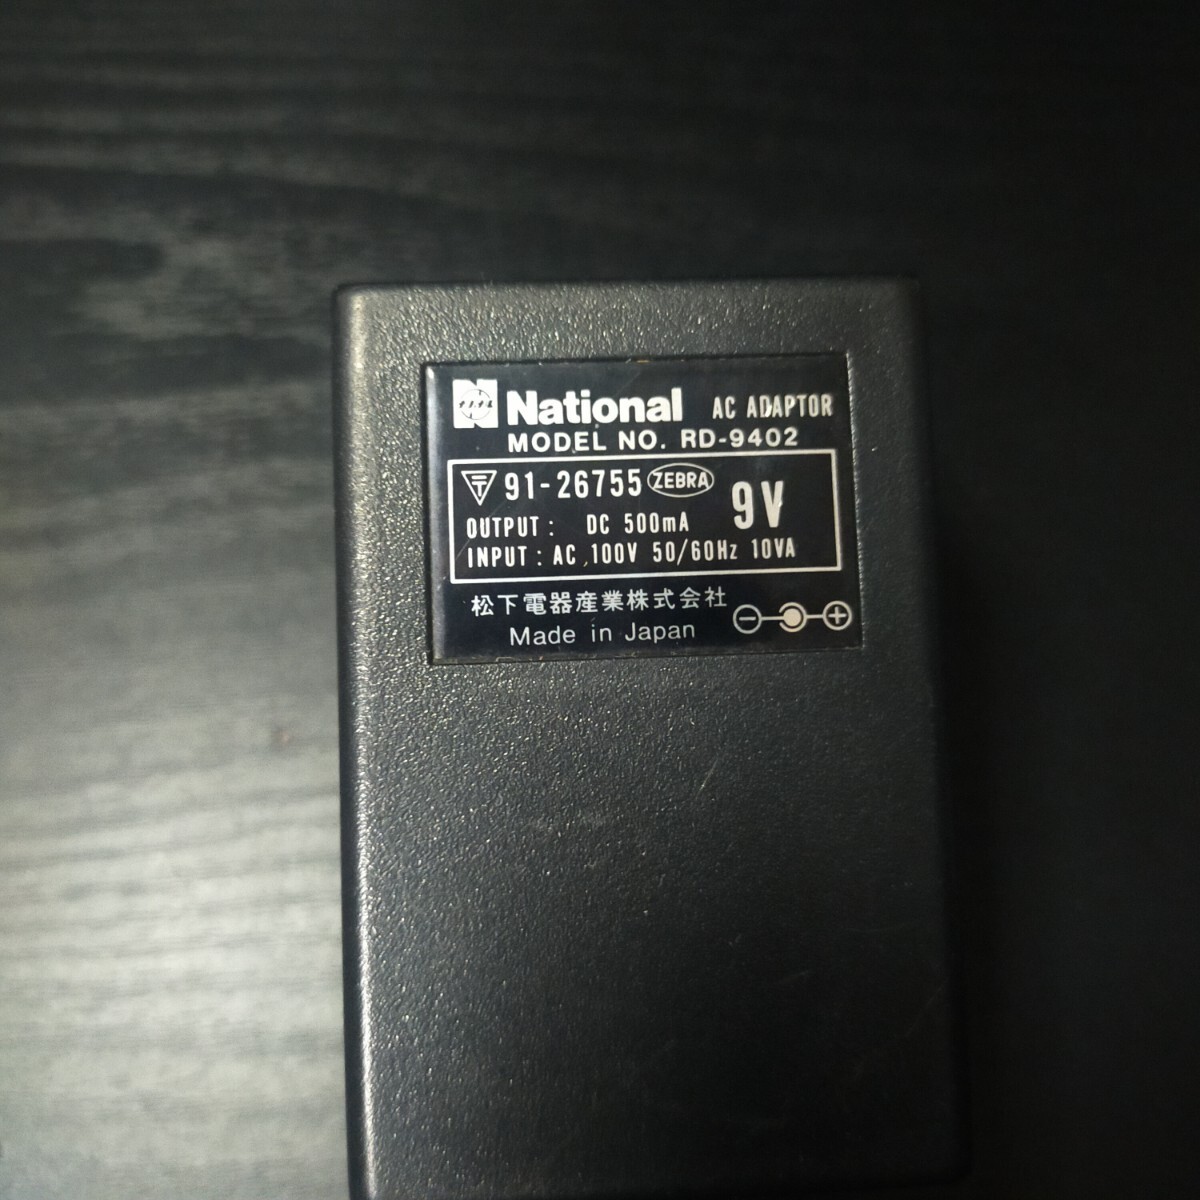 National AC ADAPTOR
MODEL NO. RD-9402
91-26755 ZEBRA 9V
OUTPUT : DC 500mA
INPUT : AC 100V 50/60Hz 10VA
松下電器産業株式会社
Made in Japan